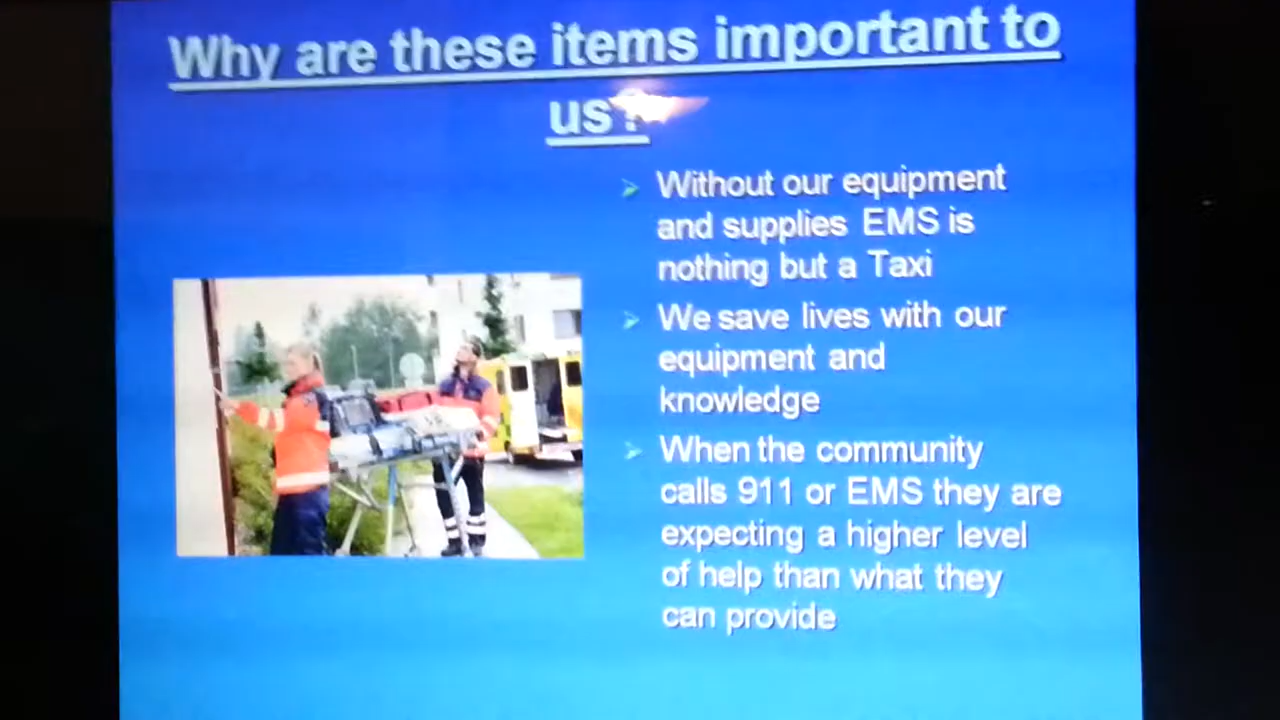 Why are these items important to
us?
Without our equipment
and supplies EMS is
nothing but a Taxi
We save lives with our
equipment and
knowledge
When the community
calls 911 or EMS they are
expecting a higher level
of help than what they
can provide